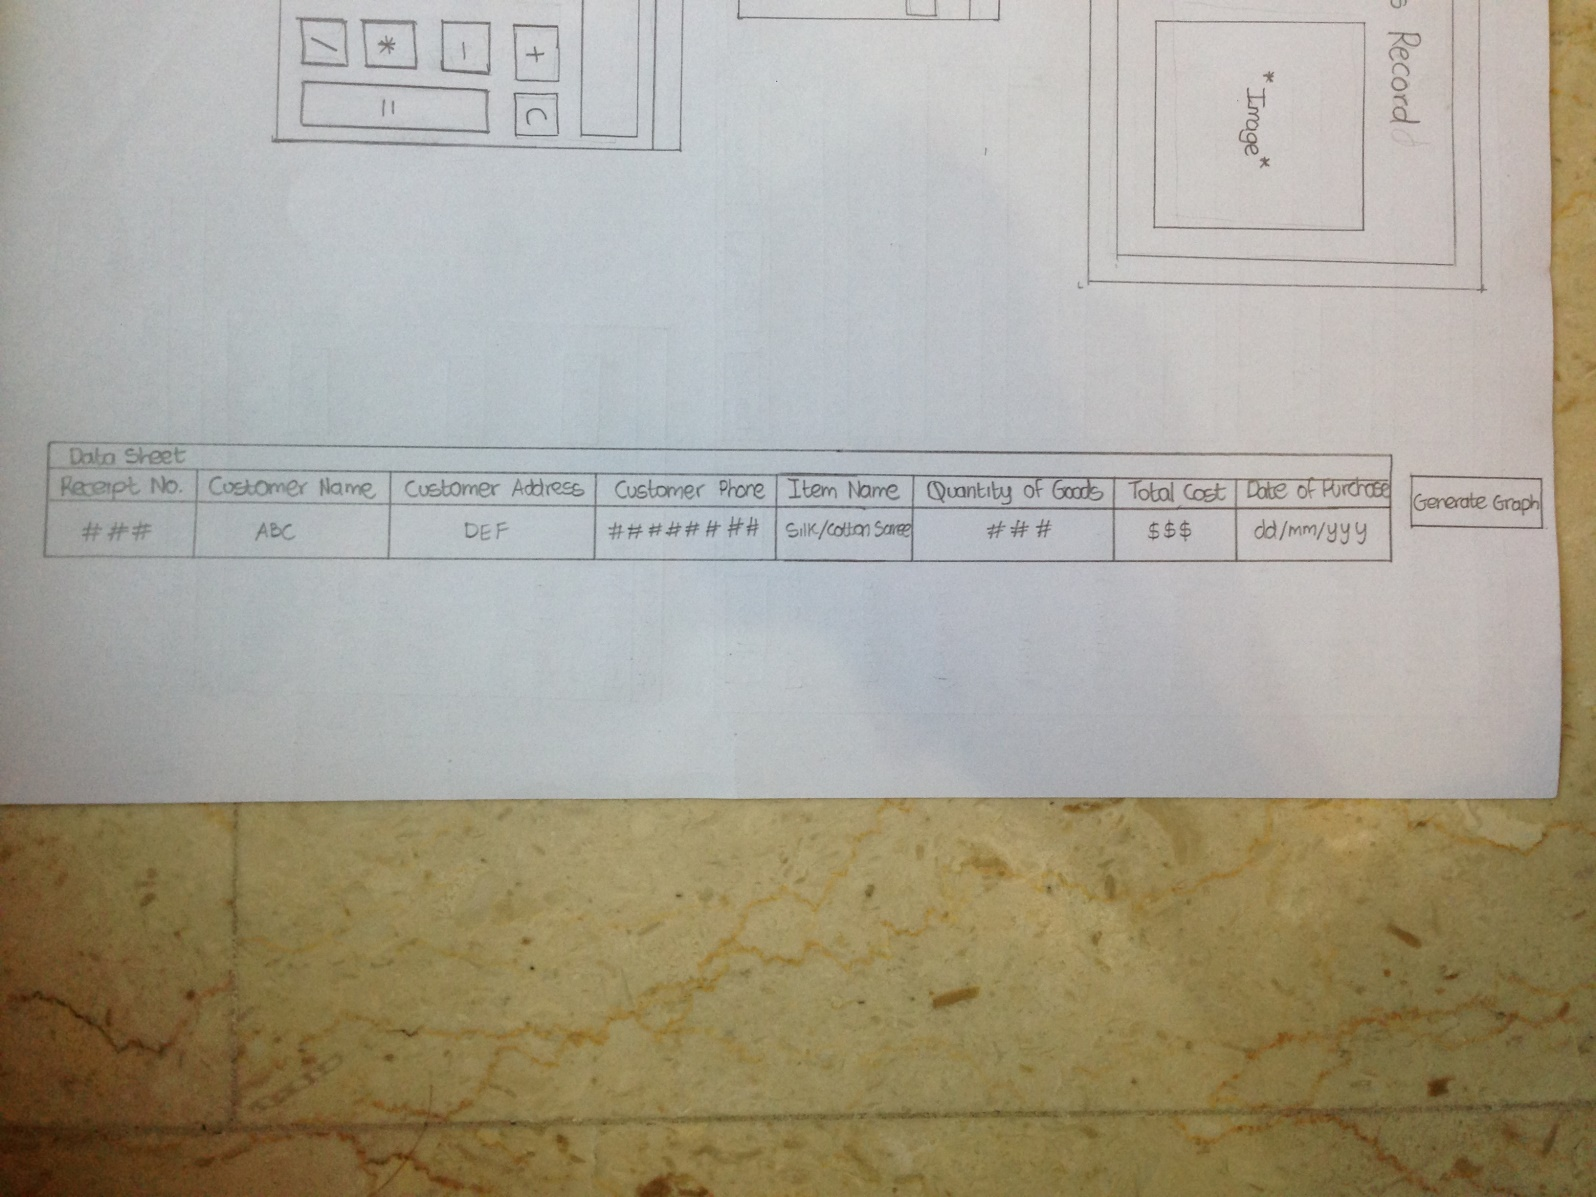 / * - +
= C
s Record
*Image*
Data Sheet
Receipt No. Costomer Name Customer Address Customer Phone Item Name Quantity of Goods Total Cost Date of Purchase
### ABC DEF ######## Silk/Cotton Saree ### $$$ dd/mm/yyy
Generate Graph